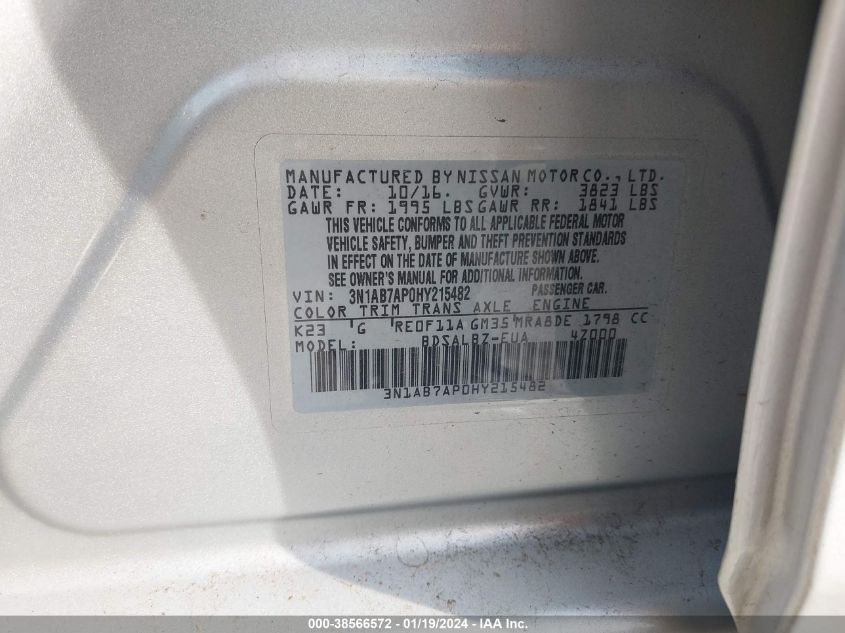 MANUFACTURED BY NISSAN MOTOR CO., LTD.
DATE: 10/16. GVWR: 3823 LBS
GAWR FR: 1995 LBS GAWR RR: 1841 LBS
THIS VEHICLE CONFORMS TO ALL APPLICABLE FEDERAL MOTOR
VEHICLE SAFETY, BUMPER AND THEFT PREVENTION STANDARDS
IN EFFECT ON THE DATE OF MANUFACTURE SHOWN ABOVE.
SEE OWNER'S MANUAL FOR ADDITIONAL INFORMATION.
VIN: 3N1AB7AP0HY215482 PASSENGER CAR.
COLOR TRIM TRANS AXLE ENGINE
K23 G RE0F11A GM35 MRA8DE 1798 CC
MODEL: BDSALBZ-EUA 4Z000
3N1AB7AP0HY215482
000-38566572 — 01/19/2024 — IAA Inc.